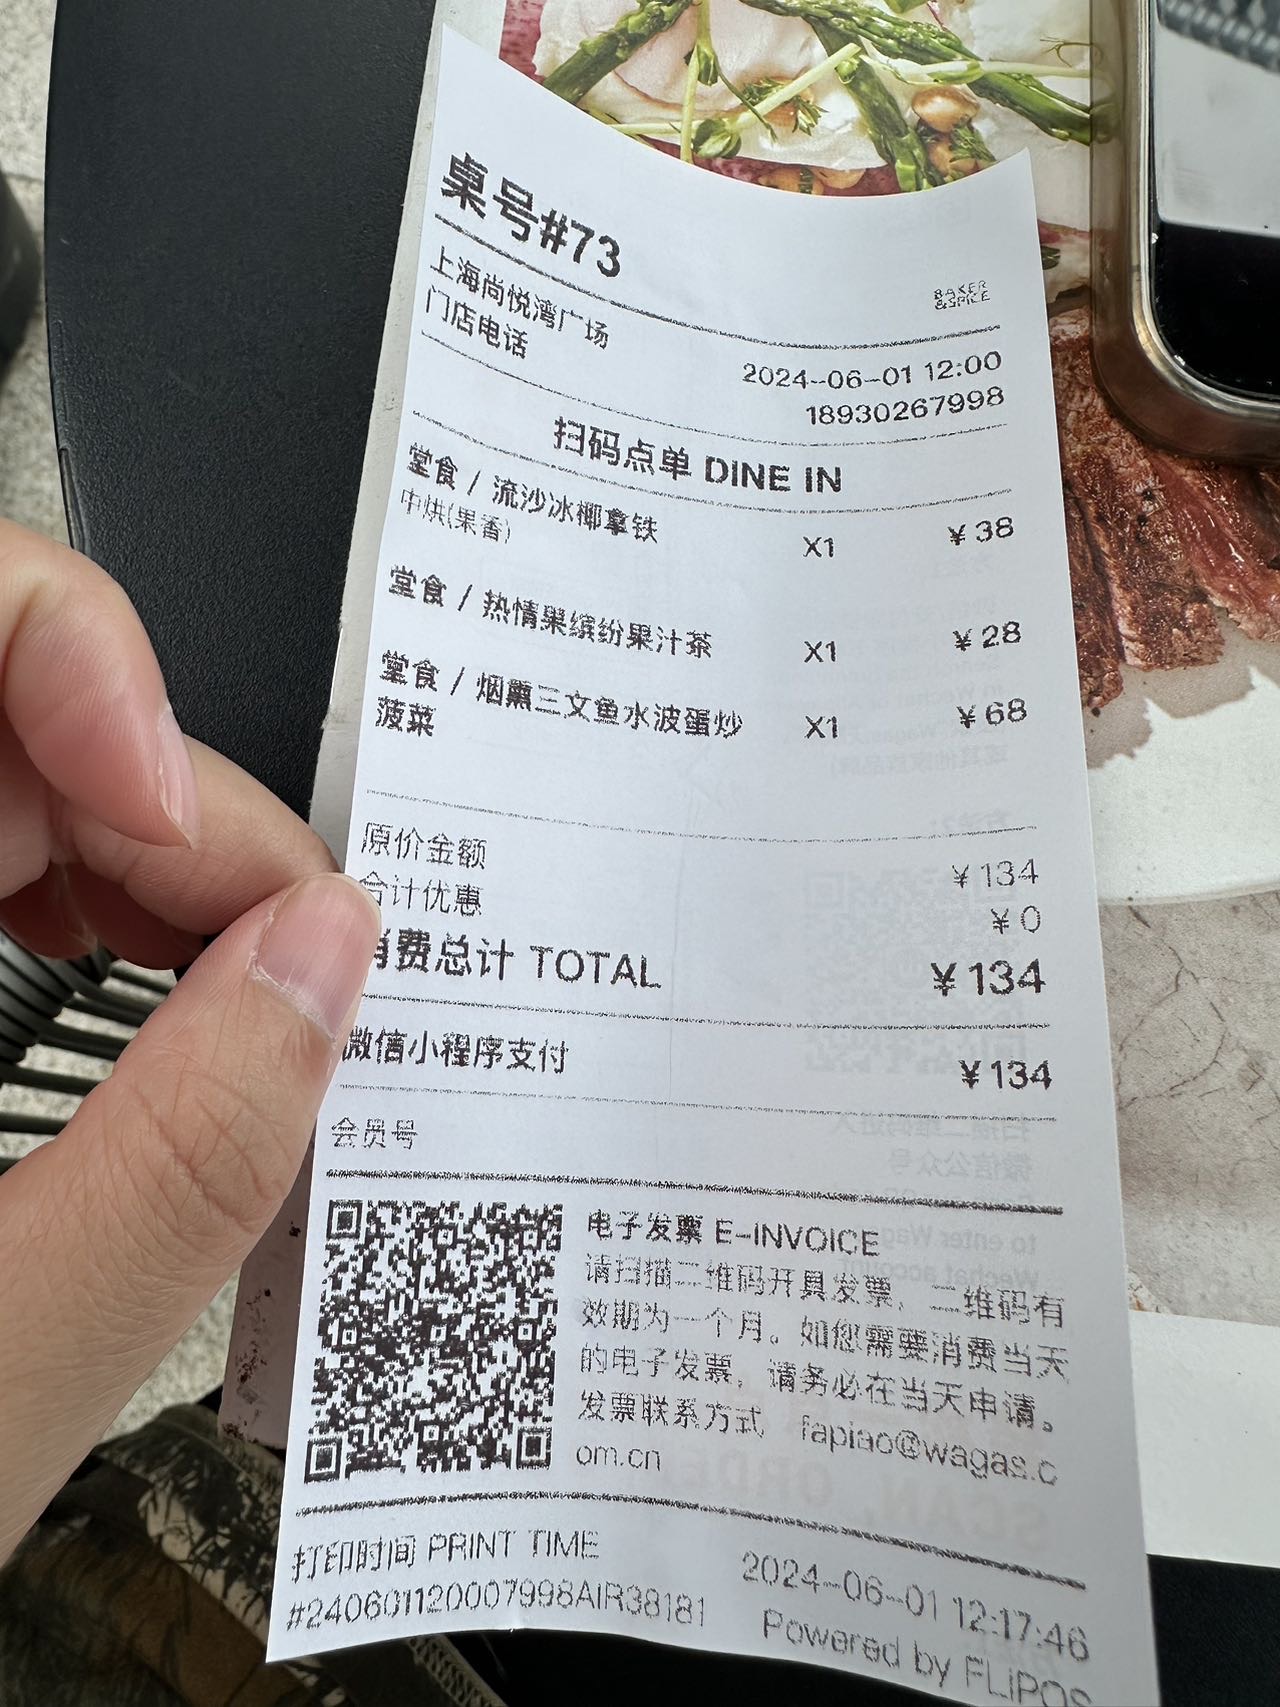 桌号#73
BAKER
&SPICE
上海尚悦湾广场 2024-06-01 12:00
门店电话 18930267998
扫码点单 DINE IN
堂食 / 流沙冰椰拿铁 X1 ¥38
中烘(果香)
堂食 / 热情果缤纷果汁茶 X1 ¥28
堂食 / 烟熏三文鱼水波蛋炒 X1 ¥68
菠菜
原价金额 ¥134
合计优惠 ¥0
消费总计 TOTAL ¥134
微信小程序支付 ¥134
会员号
电子发票 E-INVOICE
请扫描二维码开具发票，二维码有
效期为一个月。如您需要消费当天
的电子发票，请务必在当天申请。
发票联系方式 fapiao@wagas.c
om.cn
打印时间 PRINT TIME 2024-06-01 12:17:46
#240601120007998AIR38181 Powered by FLIPOS